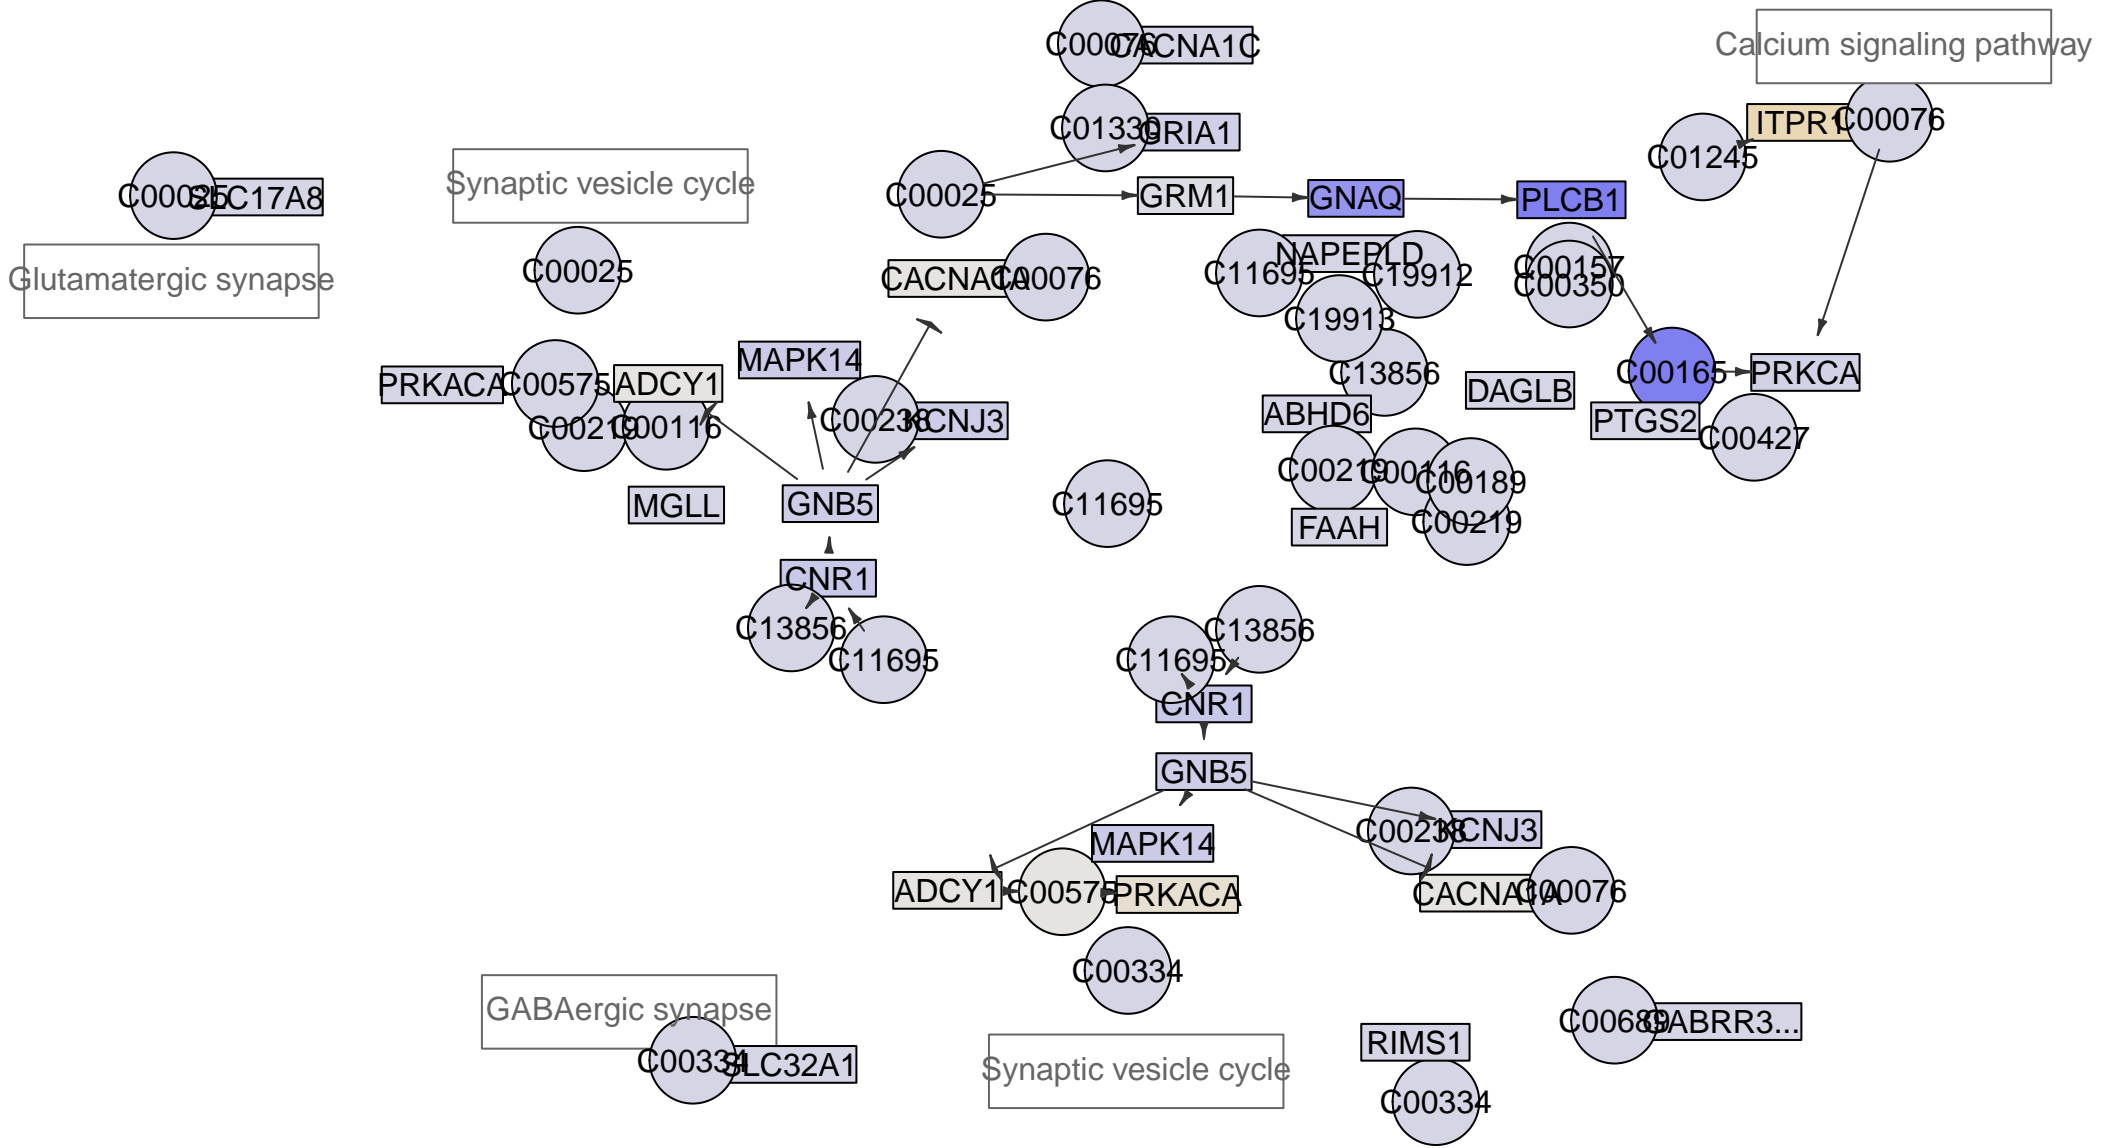 C00076
CACNA1C
Calcium signaling pathway
C01330
GRIA1
ITPR1
C00076
C01245
Synaptic vesicle cycle
C00025
SLC17A8
C00025
GRM1
GNAQ
PLCB1
Glutamatergic synapse
C00025
CACNA1A
C00076
C11695
NAPEPLD
C19912
C00157
C00350
C19913
MAPK14
C13856
C00165
PRKCA
PRKACA
C00575
ADCY1
DAGLB
C00219
C00116
C00238
KCNJ3
ABHD6
PTGS2
C00427
C00219
C00116
C00189
MGLL
GNB5
C11695
FAAH
C00219
CNR1
C13856
C11695
C11695
C13856
CNR1
GNB5
MAPK14
C00238
KCNJ3
ADCY1
C00575
PRKACA
CACNA1A
C00076
C00334
GABAergic synapse
C00334
SLC32A1
Synaptic vesicle cycle
RIMS1
C00334
C00689
GABRR3...